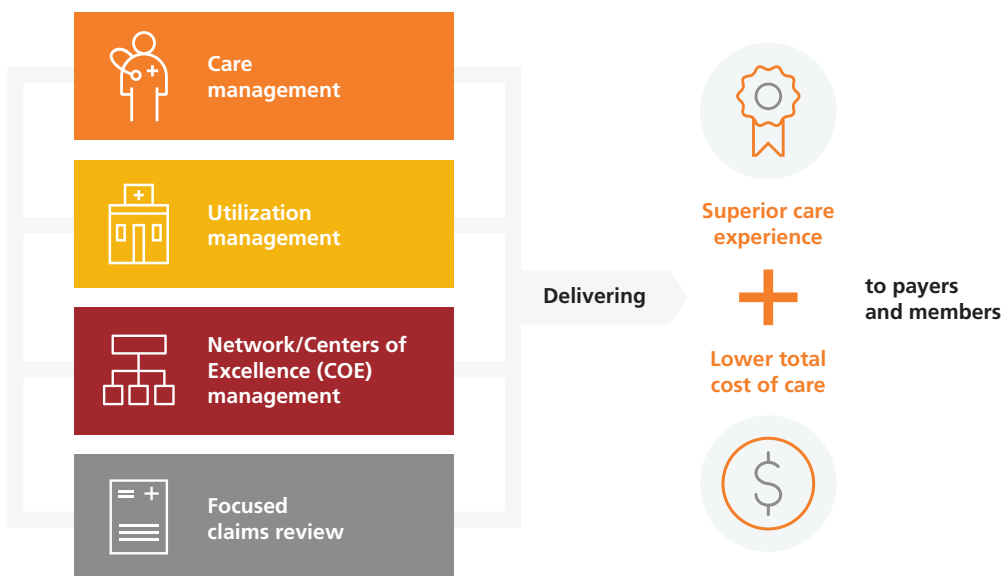 Care
management
Utilization
management
Network/Centers of
Excellence (COE)
management
Focused
claims review
Delivering
Superior care
experience
Lower total
cost of care
$
to payers
and members